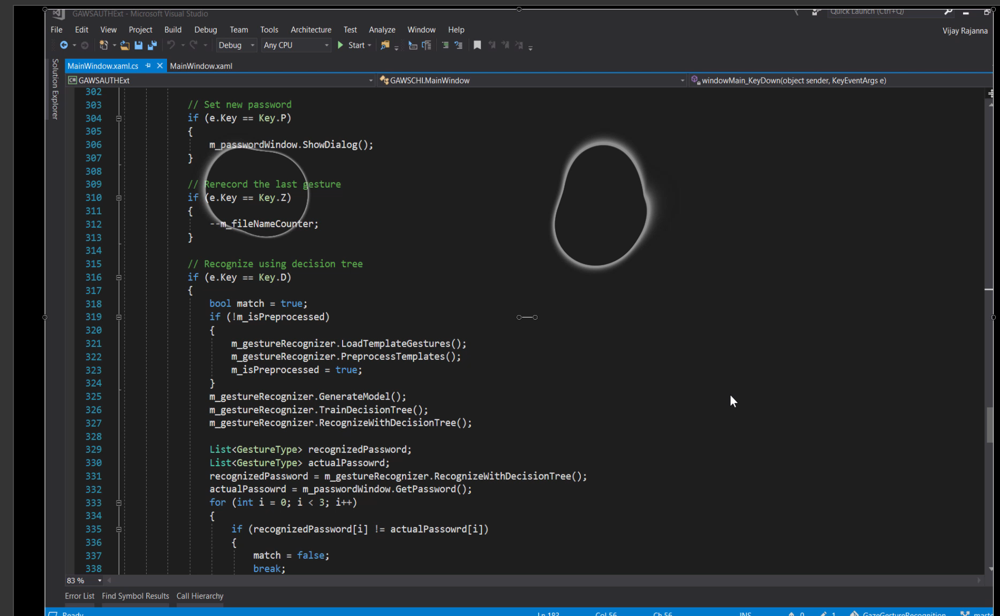 GAWSAUTHExt - Microsoft Visual Studio
Quick Launch (Ctrl+Q)
File Edit View Project Build Debug Team Tools Architecture Test Analyze Window Help
Vijay Rajanna
Debug Any CPU Start
Solution Explorer
MainWindow.xaml.cs MainWindow.xaml
GAWSAUTHExt GAWSCHI.MainWindow windowMain_KeyDown(object sender, KeyEventArgs e)
302
303 // Set new password
304 if (e.Key == Key.P)
305 {
306 m_passwordWindow.ShowDialog();
307 }
308
309 // Rerecord the last gesture
310 if (e.Key == Key.Z)
311 {
312 --m_fileNameCounter;
313 }
314
315 // Recognize using decision tree
316 if (e.Key == Key.D)
317 {
318 bool match = true;
319 if (!m_isPreprocessed)
320 {
321 m_gestureRecognizer.LoadTemplateGestures();
322 m_gestureRecognizer.PreprocessTemplates();
323 m_isPreprocessed = true;
324 }
325 m_gestureRecognizer.GenerateModel();
326 m_gestureRecognizer.TrainDecisionTree();
327 m_gestureRecognizer.RecognizeWithDecisionTree();
328
329 List<GestureType> recognizedPassword;
330 List<GestureType> actualPassowrd;
331 recognizedPassword = m_gestureRecognizer.RecognizeWithDecisionTree();
332 actualPassowrd = m_passwordWindow.GetPassword();
333 for (int i = 0; i < 3; i++)
334 {
335 if (recognizedPassword[i] != actualPassowrd[i])
336 {
337 match = false;
338 break;
83 %
Error List Find Symbol Results Call Hierarchy
Ready Ln 183 Col 56 Ch 56 INS 0 1 GazeGestureRecognition